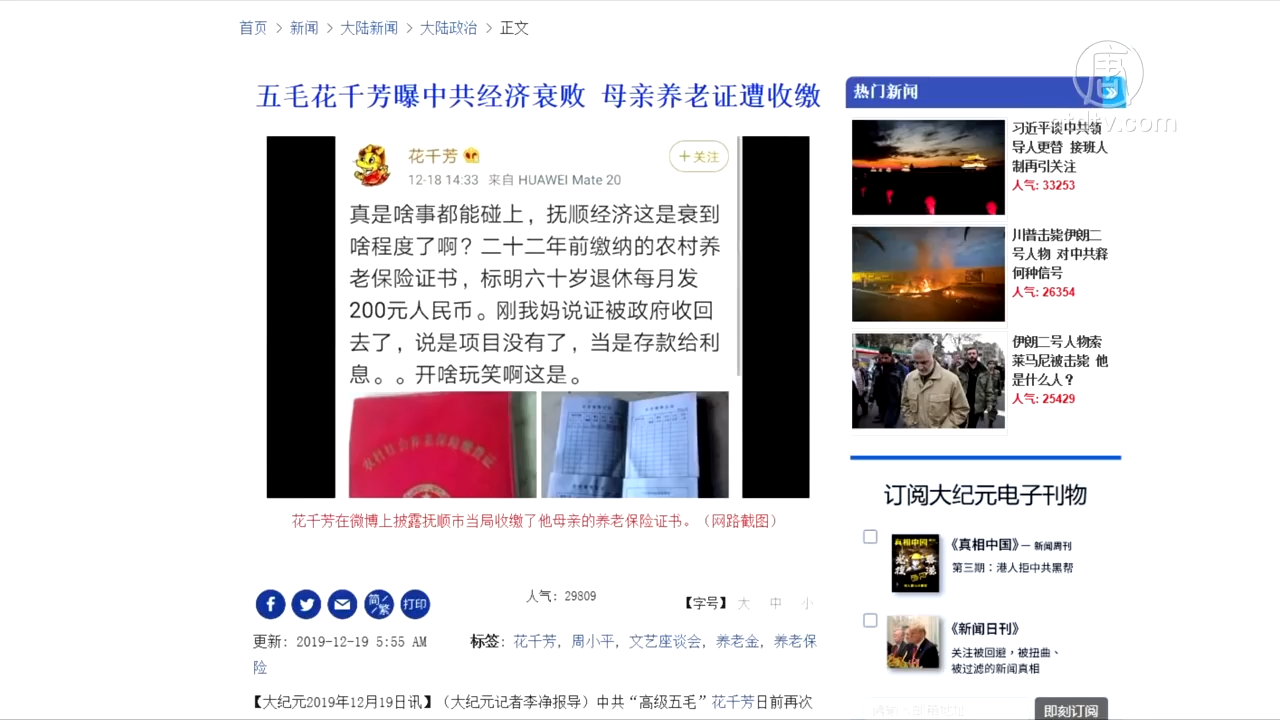 首页 > 新闻 > 大陆新闻 > 大陆政治 > 正文
五毛花千芳曝中共经济衰败 母亲养老证遭收缴
花千芳
+关注
12-18 14:33 来自 HUAWEI Mate 20
真是啥事都能碰上，抚顺经济这是衰到
啥程度了啊？二十二年前缴纳的农村养
老保险证书，标明六十岁退休每月发
200元人民币。刚我妈说证被政府收回
去了，说是项目没有了，当是存款给利
息。。开啥玩笑啊这是。
农村社会养老保险缴费证
花千芳在微博上披露抚顺市当局收缴了他母亲的养老保险证书。（网路截图）
简/繁
打印
人气: 29809
【字号】 大 中 小
更新: 2019-12-19 5:55 AM
标签: 花千芳, 周小平, 文艺座谈会, 养老金, 养老保
险
【大纪元2019年12月19日讯】（大纪元记者李净报导）中共“高级五毛”花千芳日前再次
热门新闻
唐
ntdtv.com
习近平谈中共领
导人更替 接班人
制再引关注
人气: 33253
川普击毙伊朗二
号人物 对中共释
何种信号
人气: 26354
伊朗二号人物索
莱马尼被击毙 他
是什么人？
人气: 25429
订阅大纪元电子刊物
真相中国
《真相中国》— 新闻周刊
第三期：港人拒中共黑帮
《新闻日刊》
关注被回避，被扭曲、
被过滤的新闻真相
即刻订阅